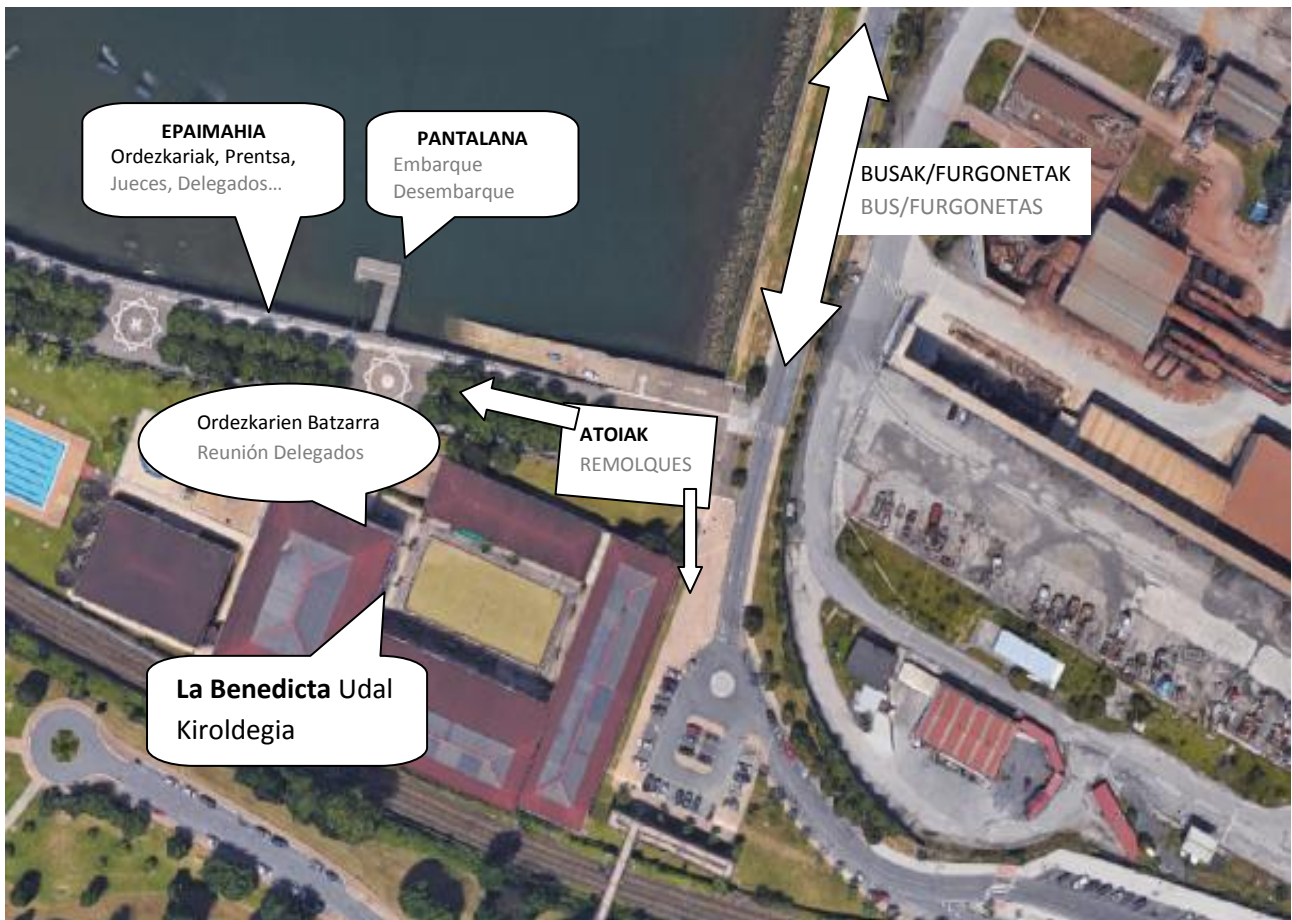 EPAIMAHIA
Ordezkariak, Prentsa,
Jueces, Delegados...
PANTALANA
Embarque
Desembarque
BUSAK/FURGONETAK
BUS/FURGONETAS
Ordezkarien Batzarra
Reunión Delegados
ATOIAK
REMOLQUES
La Benedicta Udal
Kiroldegia